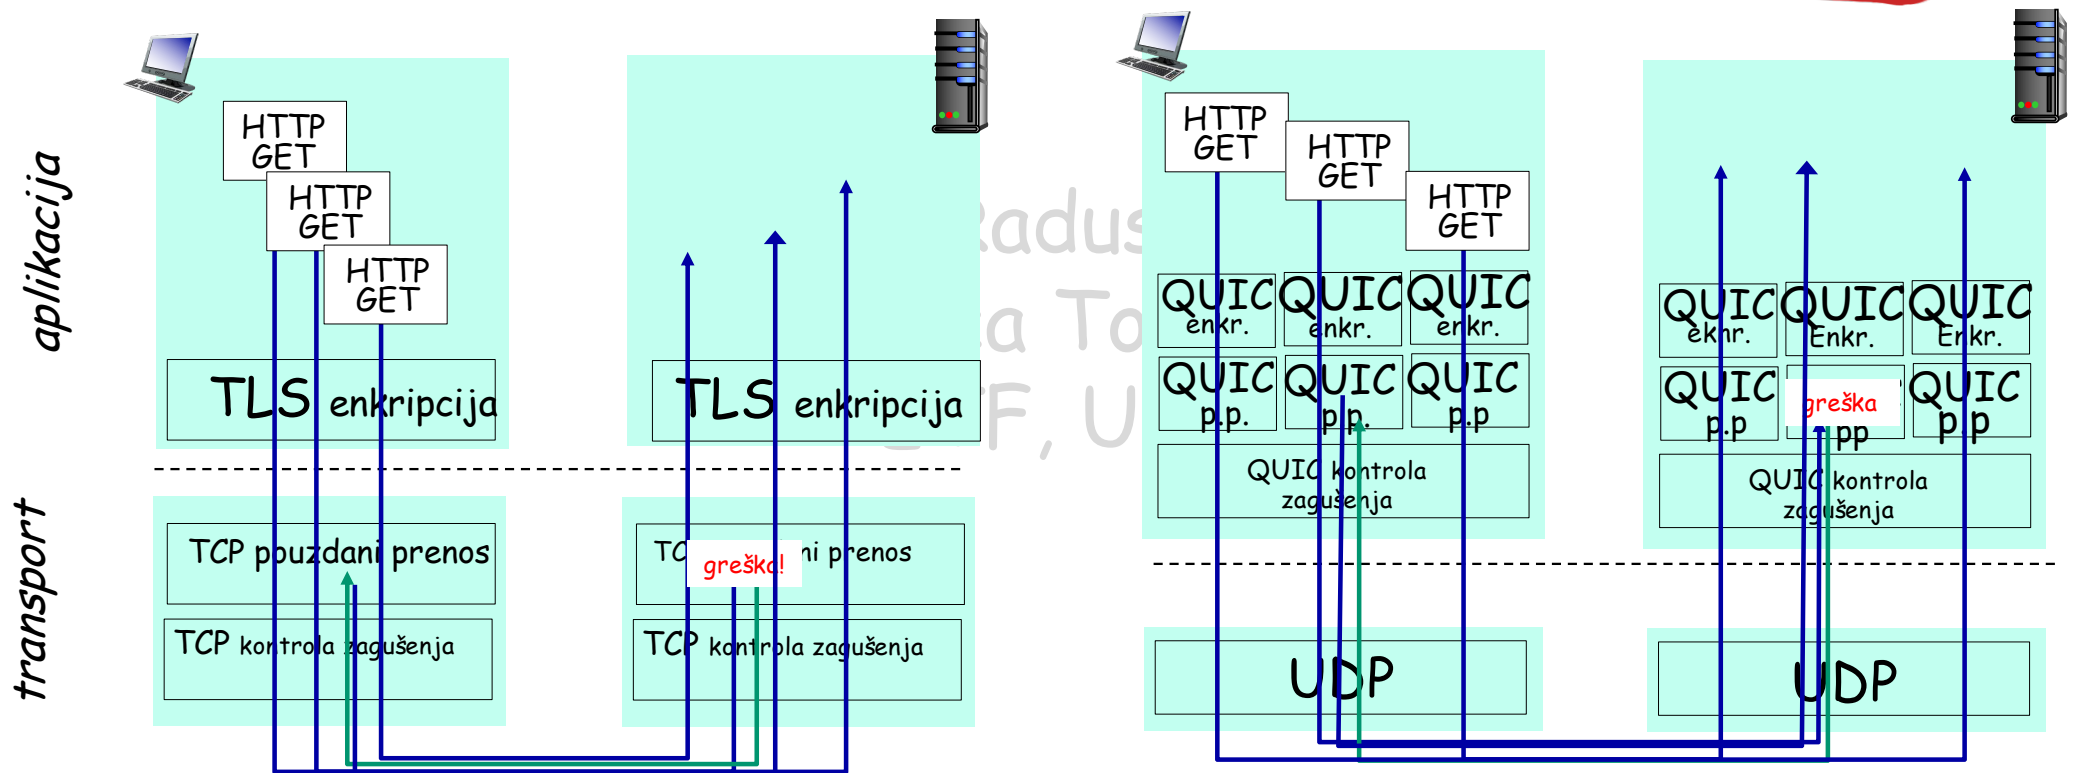 aplikacija
transport
HTTP
GET
HTTP
GET
HTTP
GET
TLS enkripcija
TCP pouzdani prenos
TCP kontrola zagušenja
TLS enkripcija
greška!
ni prenos
TCP kontrola zagušenja
HTTP
GET
HTTP
GET
HTTP
GET
QUIC
enkr.
QUIC
enkr.
QUIC
enkr.
QUIC
p.p.
QUIC
p.p.
QUIC
p.p
QUIC kontrola
zagušenja
UDP
QUIC
eknr.
QUIC
Enkr.
QUIC
Enkr.
QUIC
p.p
greška
pp
QUIC
p.p
QUIC kontrola
zagušenja
UDP